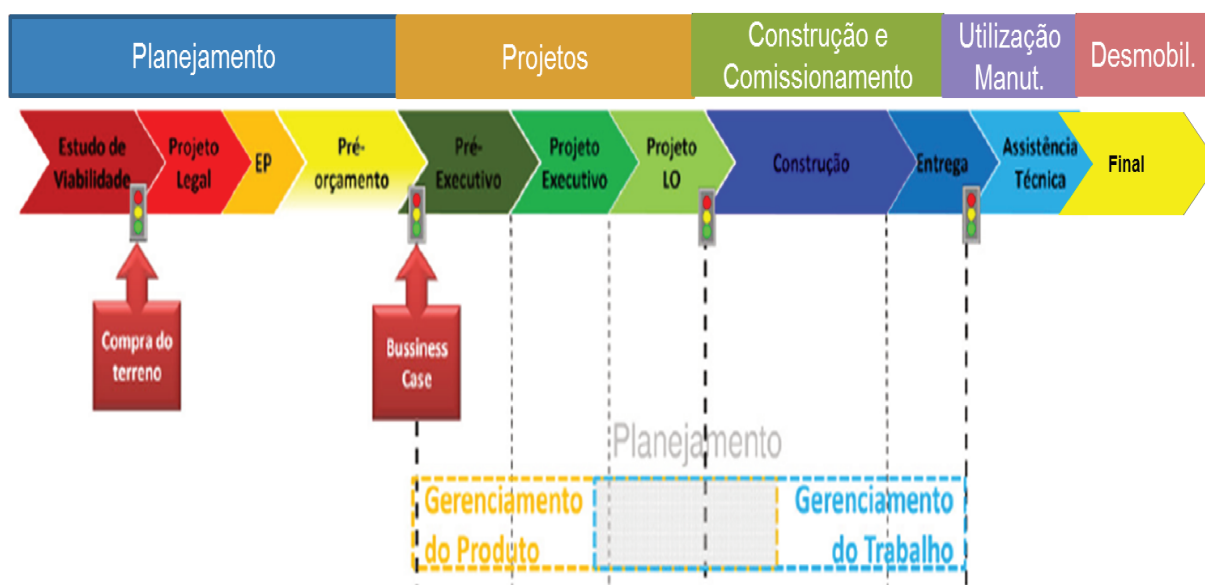 Planejamento
Projetos
Construção e
Comissionamento
Utilização
Manut.
Desmobil.
Estudo de
Viabilidade
Projeto
Legal
EP
Pré-
orçamento
Pré-
Executivo
Projeto
Executivo
Projeto
LO
Construção
Entrega
Assistência
Técnica
Final
Compra do
terreno
Bussiness
Case
Planejamento
Gerenciamento
do Produto
Gerenciamento
do Trabalho